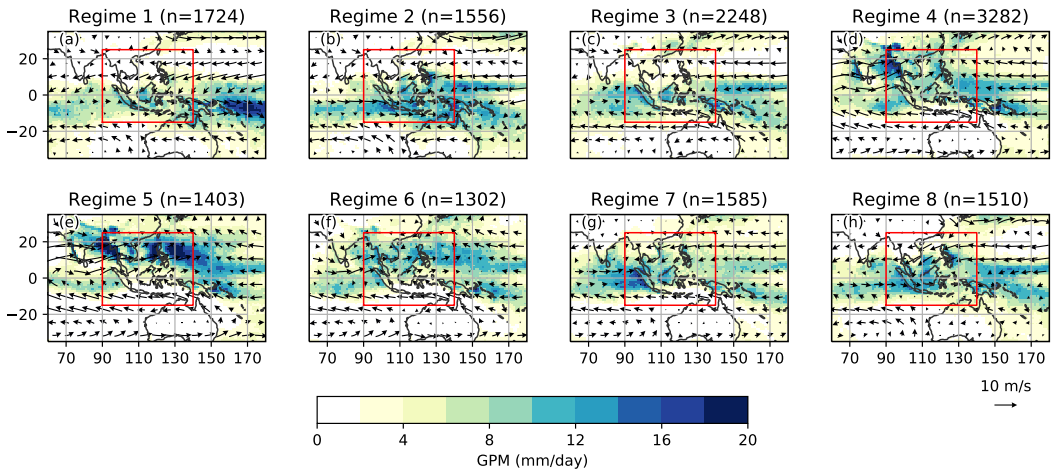 Regime 1 (n=1724)
Regime 2 (n=1556)
Regime 3 (n=2248)
Regime 4 (n=3282)
(a)
(b)
(c)
(d)
20
0
−20
Regime 5 (n=1403)
Regime 6 (n=1302)
Regime 7 (n=1585)
Regime 8 (n=1510)
(e)
(f)
(g)
(h)
20
0
−20
70 90 110 130 150 170
70 90 110 130 150 170
70 90 110 130 150 170
70 90 110 130 150 170
10 m/s
0 4 8 12 16 20
GPM (mm/day)